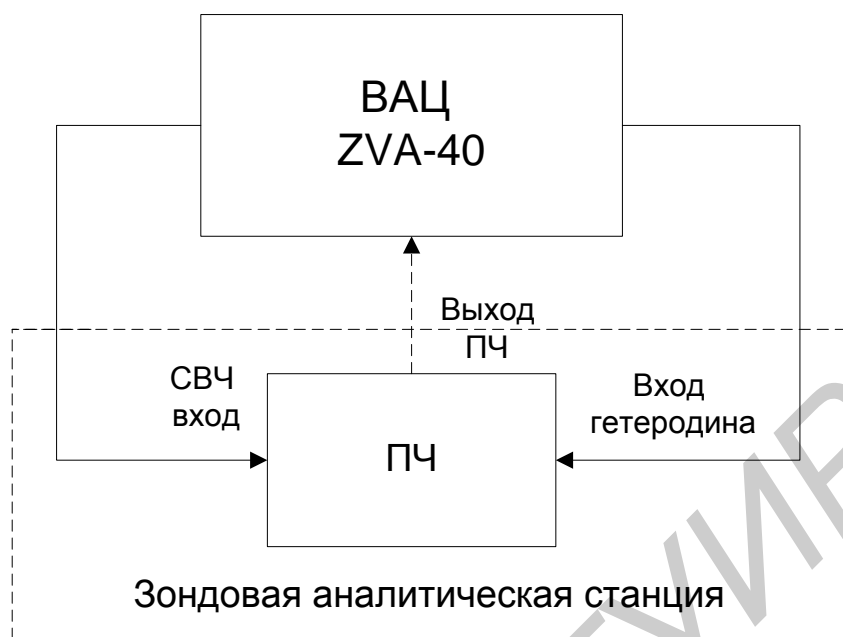 ВАЦ
ZVA-40
Выход
ПЧ
СВЧ
вход
Вход
гетеродина
ПЧ
Зондовая аналитическая станция